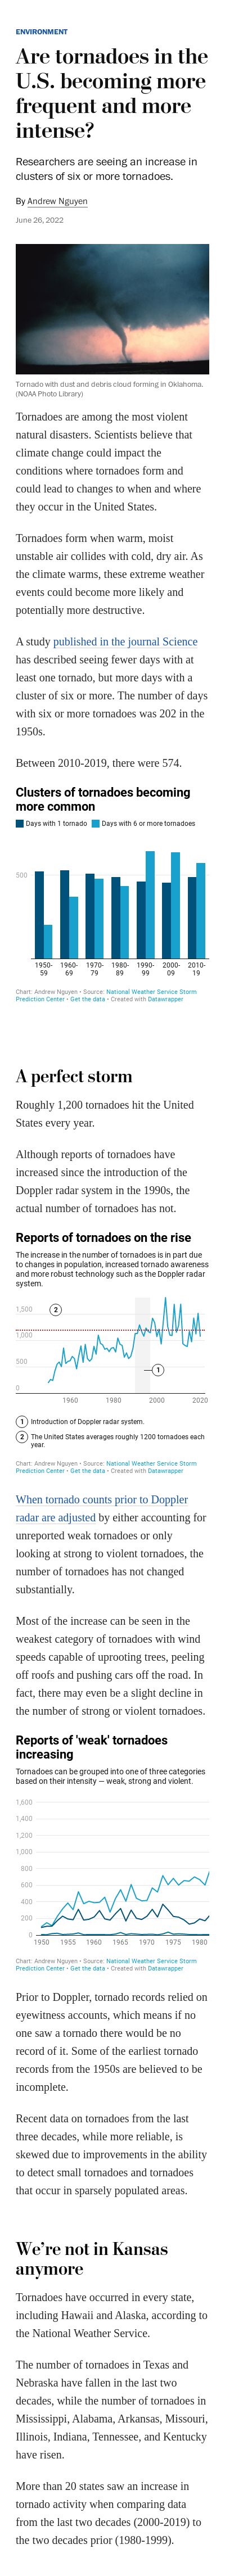 ENVIRONMENT
Are tornadoes in the
U.S. becoming more
frequent and more
intense?
Researchers are seeing an increase in
clusters of six or more tornadoes.
By Andrew Nguyen
June 26, 2022
Tornado with dust and debris cloud forming in Oklahoma.
(NOAA Photo Library)
Tornadoes are among the most violent
natural disasters. Scientists believe that
climate change could impact the
conditions where tornadoes form and
could lead to changes to when and where
they occur in the United States.
Tornadoes form when warm, moist
unstable air collides with cold, dry air. As
the climate warms, these extreme weather
events could become more likely and
potentially more destructive.
A study published in the journal Science
has described seeing fewer days with at
least one tornado, but more days with a
cluster of six or more. The number of days
with six or more tornadoes was 202 in the
1950s.
Between 2010-2019, there were 574.
Clusters of tornadoes becoming
more common
Days with 1 tornado Days with 6 or more tornadoes
500
1950-
59
1960-
69
1970-
79
1980-
89
1990-
99
2000-
09
2010-
19
Chart: Andrew Nguyen • Source: National Weather Service Storm
Prediction Center • Get the data • Created with Datawrapper
A perfect storm
Roughly 1,200 tornadoes hit the United
States every year.
Although reports of tornadoes have
increased since the introduction of the
Doppler radar system in the 1990s, the
actual number of tornadoes has not.
Reports of tornadoes on the rise
The increase in the number of tornadoes is in part due
to changes in population, increased tornado awareness
and more robust technology such as the Doppler radar
system.
1,500
2
1,000
500
1
0
1960 1980 2000 2020
1 Introduction of Doppler radar system.
2 The United States averages roughly 1200 tornadoes each
year.
Chart: Andrew Nguyen • Source: National Weather Service Storm
Prediction Center • Get the data • Created with Datawrapper
When tornado counts prior to Doppler
radar are adjusted by either accounting for
unreported weak tornadoes or only
looking at strong to violent tornadoes, the
number of tornadoes has not changed
substantially.
Most of the increase can be seen in the
weakest category of tornadoes with wind
speeds capable of uprooting trees, peeling
off roofs and pushing cars off the road. In
fact, there may even be a slight decline in
the number of strong or violent tornadoes.
Reports of 'weak' tornadoes
increasing
Tornadoes can be grouped into one of three categories
based on their intensity — weak, strong and violent.
1,600
1,400
1,200
1,000
800
600
400
200
0
1950 1955 1960 1965 1970 1975 1980
Chart: Andrew Nguyen • Source: National Weather Service Storm
Prediction Center • Get the data • Created with Datawrapper
Prior to Doppler, tornado records relied on
eyewitness accounts, which means if no
one saw a tornado there would be no
record of it. Some of the earliest tornado
records from the 1950s are believed to be
incomplete.
Recent data on tornadoes from the last
three decades, while more reliable, is
skewed due to improvements in the ability
to detect small tornadoes and tornadoes
that occur in sparsely populated areas.
We’re not in Kansas
anymore
Tornadoes have occurred in every state,
including Hawaii and Alaska, according to
the National Weather Service.
The number of tornadoes in Texas and
Nebraska have fallen in the last two
decades, while the number of tornadoes in
Mississippi, Alabama, Arkansas, Missouri,
Illinois, Indiana, Tennessee, and Kentucky
have risen.
More than 20 states saw an increase in
tornado activity when comparing data
from the last two decades (2000-2019) to
the two decades prior (1980-1999).